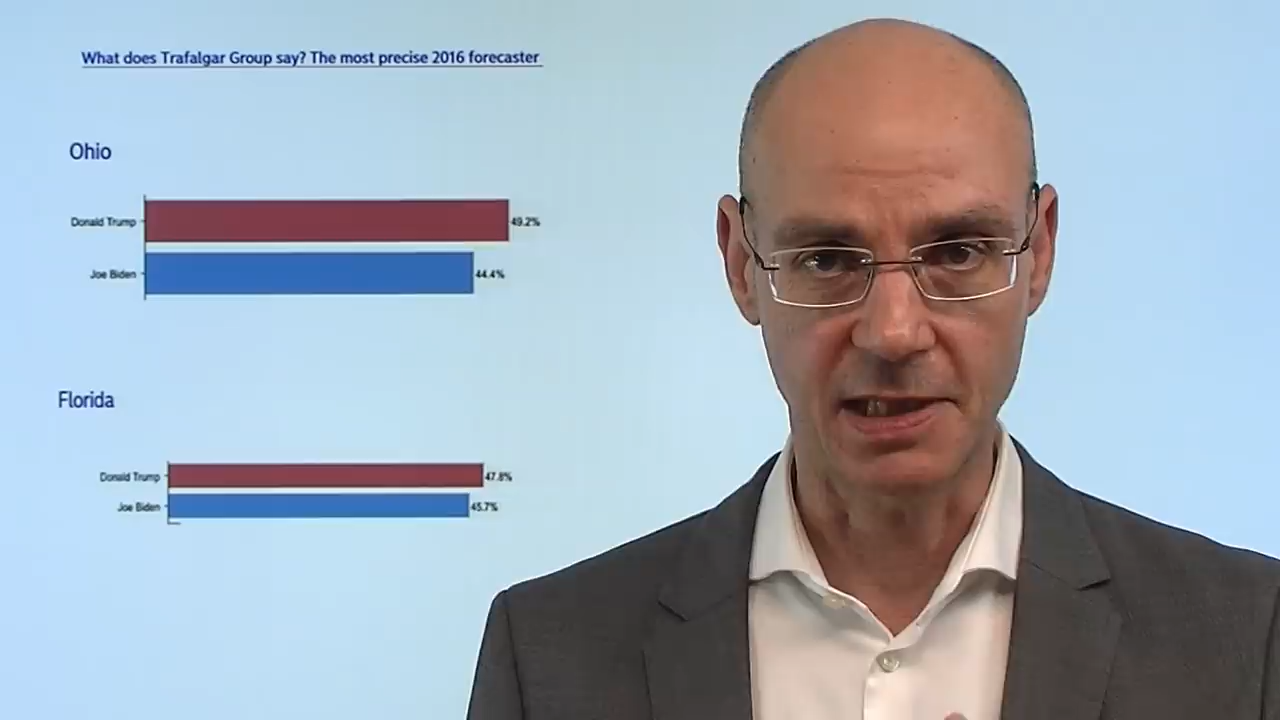 What does Trafalgar Group say? The most precise 2016 forecaster
Ohio
Donald Trump 49.2%
Joe Biden 44.4%
Florida
Donald Trump 47.8%
Joe Biden 45.7%